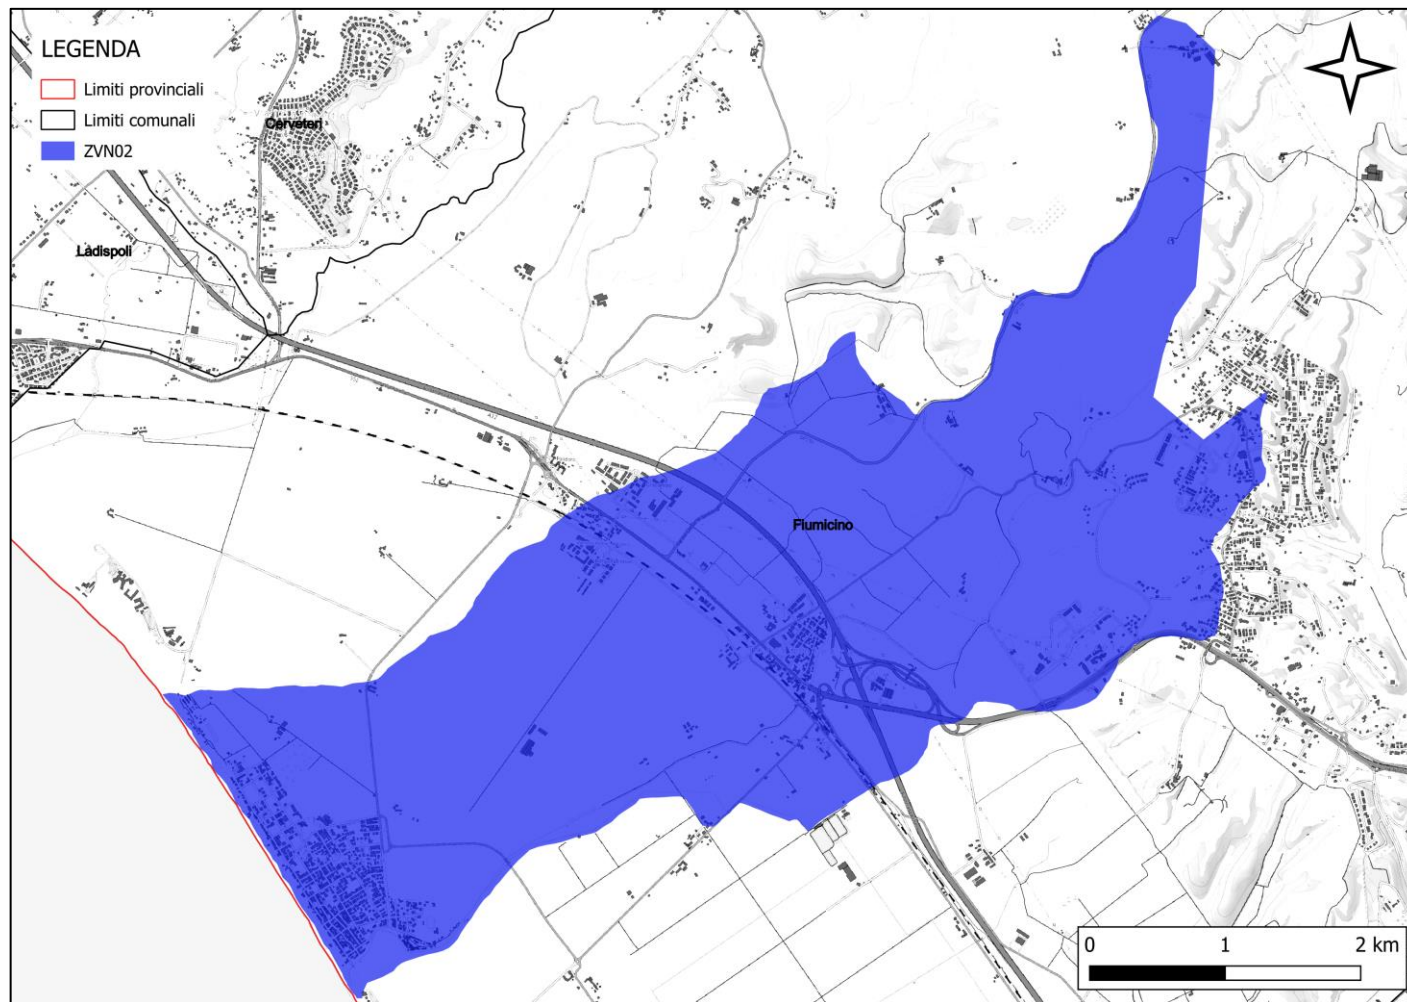 LEGENDA
Limiti provinciali
Limiti comunali
ZVN02
Cerveteri
Ladispoli
Fiumicino
0 1 2 km